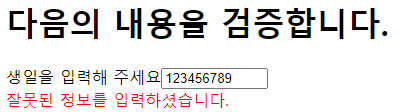 다음의 내용을 검증합니다.
생일을 입력해 주세요 123456789
잘못된 정보를 입력하셨습니다.